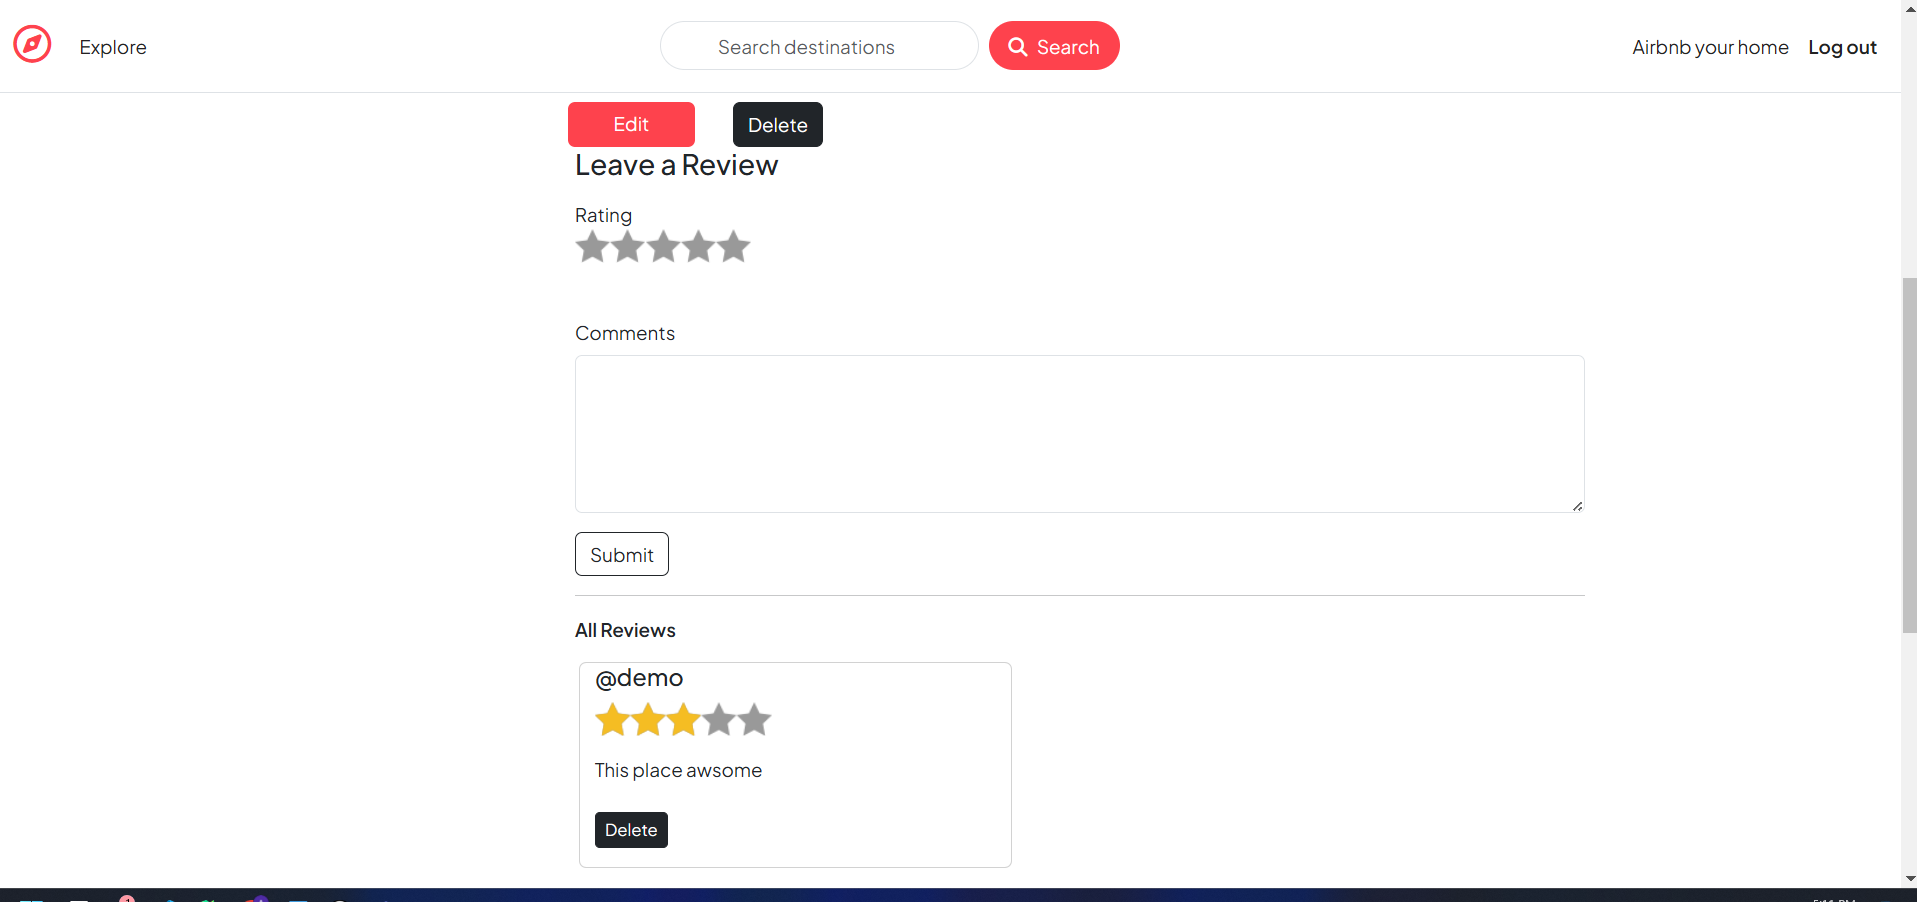 Explore
Search destinations
Search
Airbnb your home
Log out
Edit
Delete
Leave a Review
Rating
Comments
Submit
All Reviews
@demo
This place awsome
Delete